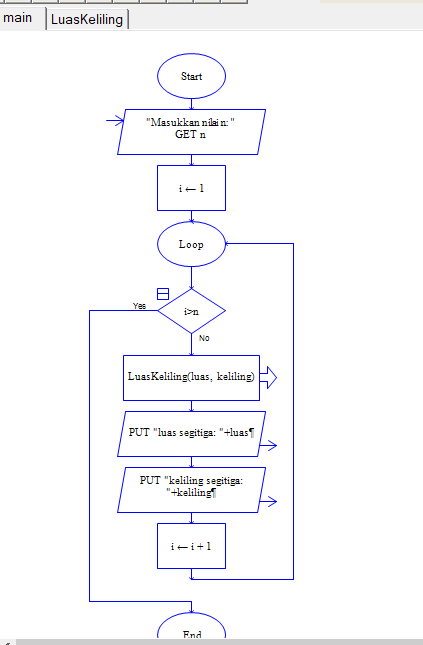 main
LuasKeliling
Start
"Masukkan nilai n: "
GET n
i ← 1
Loop
i>n
Yes
No
LuasKeliling(luas, keliling)
PUT "luas segitiga: "+luas¶
PUT "keliling segitiga:
"+keliling¶
i ← i + 1
End